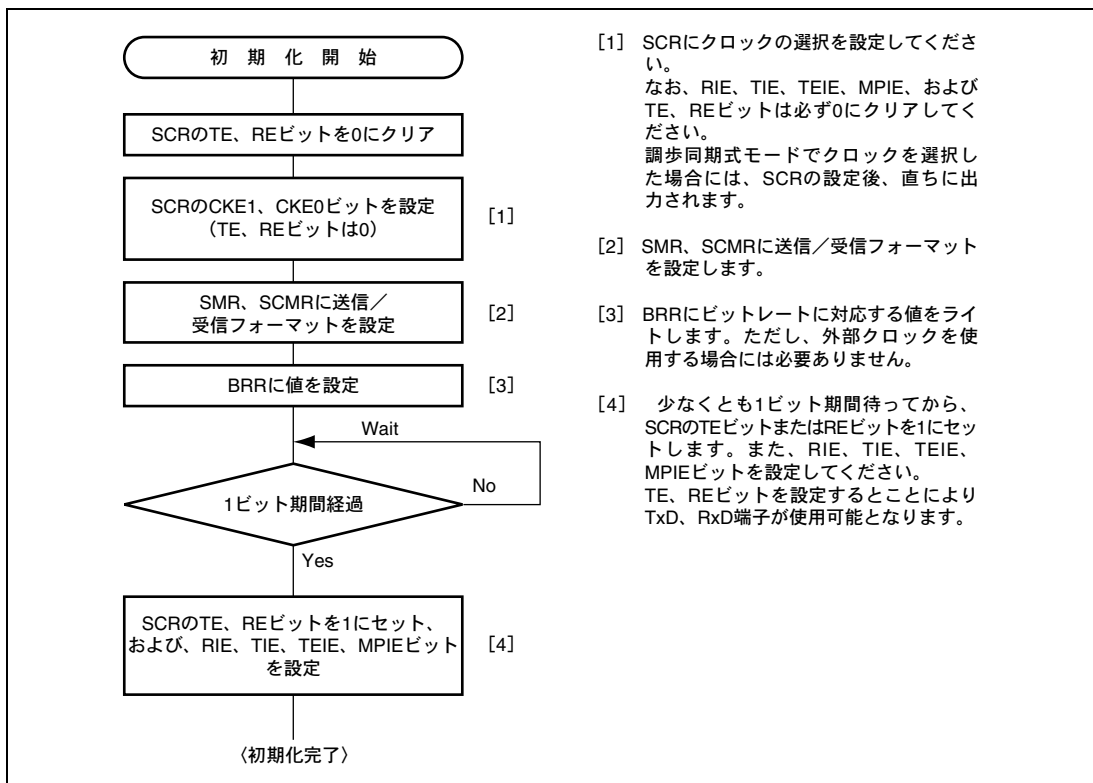 初期化開始
SCRのTE、REビットを0にクリア
SCRのCKE1、CKE0ビットを設定
（TE、REビットは0）
[1]
SMR、SCMRに送信／
受信フォーマットを設定
[2]
BRRに値を設定
[3]
Wait
1ビット期間経過
No
Yes
SCRのTE、REビットを1にセット、
および、RIE、TIE、TEIE、MPIEビット
を設定
[4]
〈初期化完了〉
[1] SCRにクロックの選択を設定してくださ
い。
なお、RIE、TIE、TEIE、MPIE、および
TE、REビットは必ず0にクリアしてく
ださい。
調歩同期式モードでクロックを選択し
た場合には、SCRの設定後、直ちに出
力されます。
[2] SMR、SCMRに送信／受信フォーマット
を設定します。
[3] BRRにビットレートに対応する値をライ
トします。ただし、外部クロックを使
用する場合には必要ありません。
[4] 少なくとも1ビット期間待ってから、
SCRのTEビットまたはREビットを1にセッ
トします。また、RIE、TIE、TEIE、
MPIEビットを設定してください。
TE、REビットを設定するとことにより
TxD、RxD端子が使用可能となります。